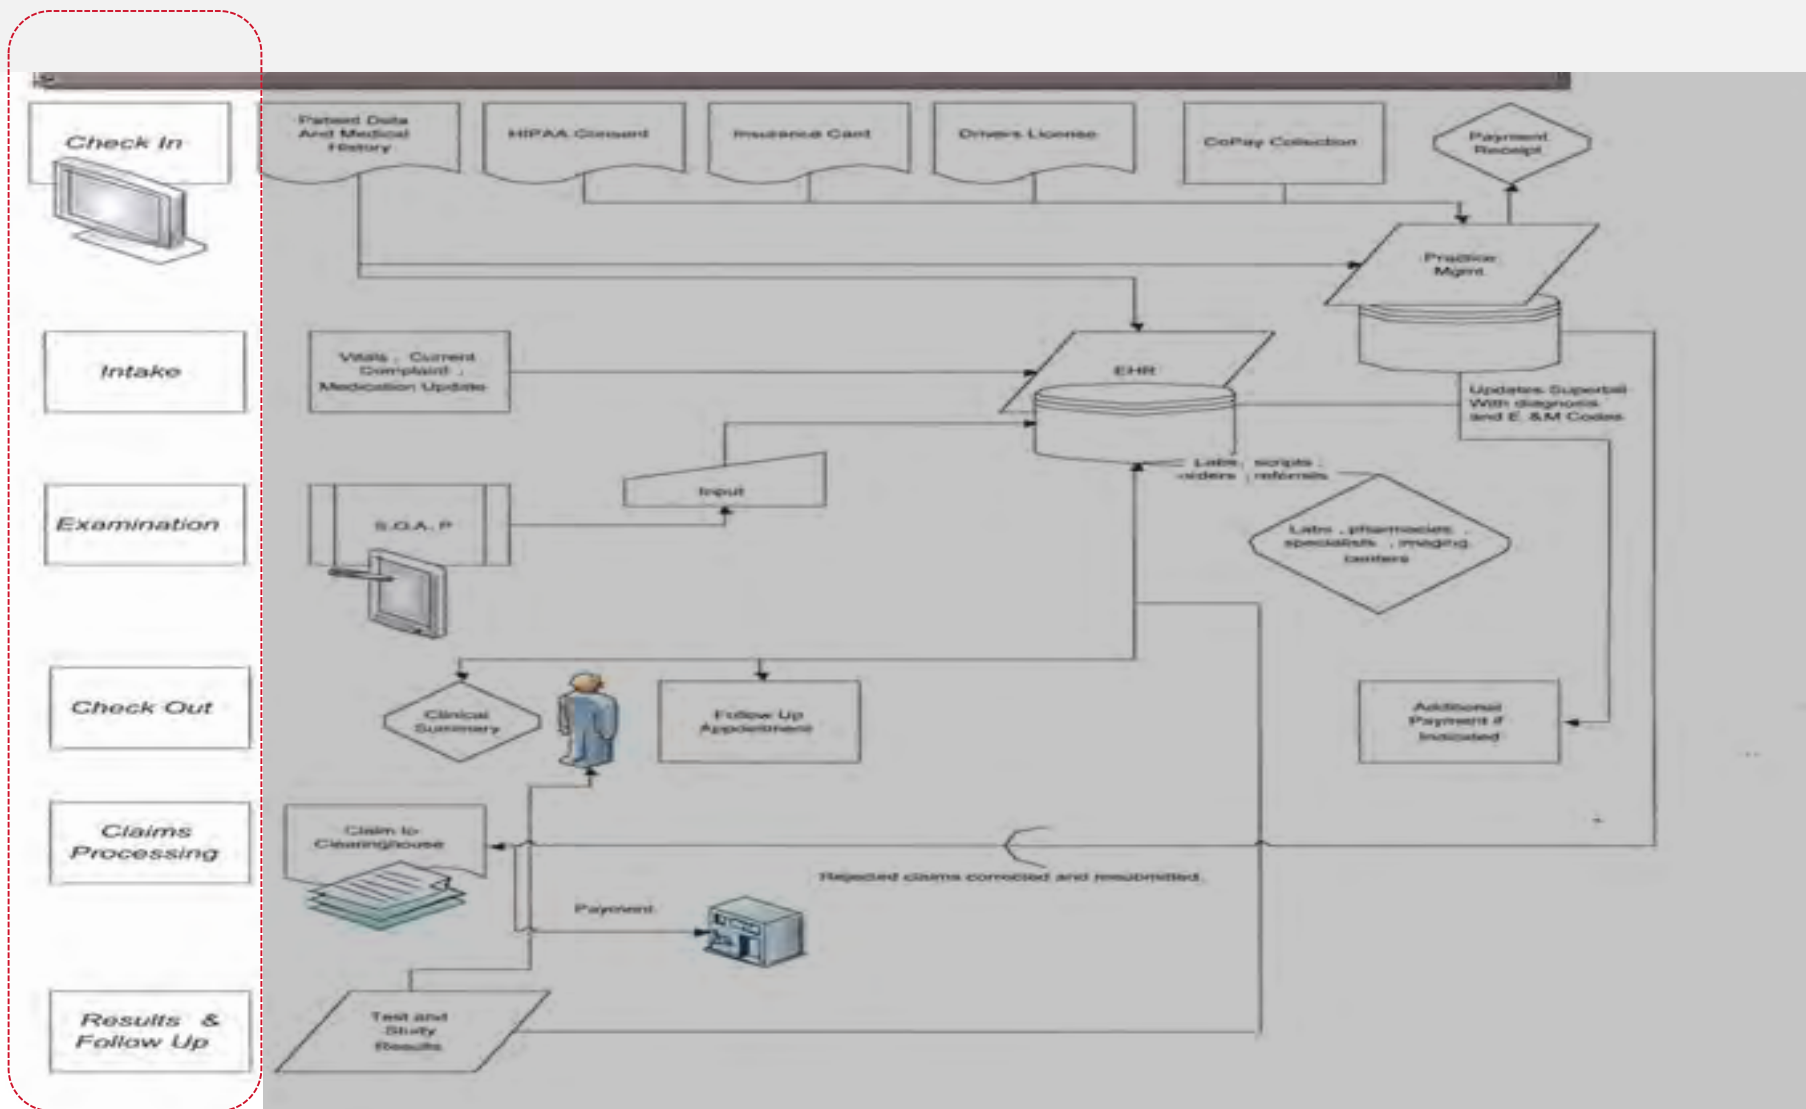 Check In
Patient Data
And Medical
History
HIPAA Consent
Insurance Card
Drivers License
CoPay Collection
Payment
Receipt
Practice
Mgmt
Intake
Vitals , Current
Complaint ,
Medication Update
EHR
Updates Superbill
With diagnosis
and E &M Codes
Labs, scripts ,
orders , referrals
Examination
S.O.A. P
Input
Labs , pharmacies ,
specialists , imaging
centers
Check Out
Clinical
Summary
Follow Up
Appointment
Additional
Payment if
Indicated
Claims
Processing
Claim to
Clearinghouse
Rejected claims corrected and resubmitted.
Payment
Results &
Follow Up
Test and
Study
Results